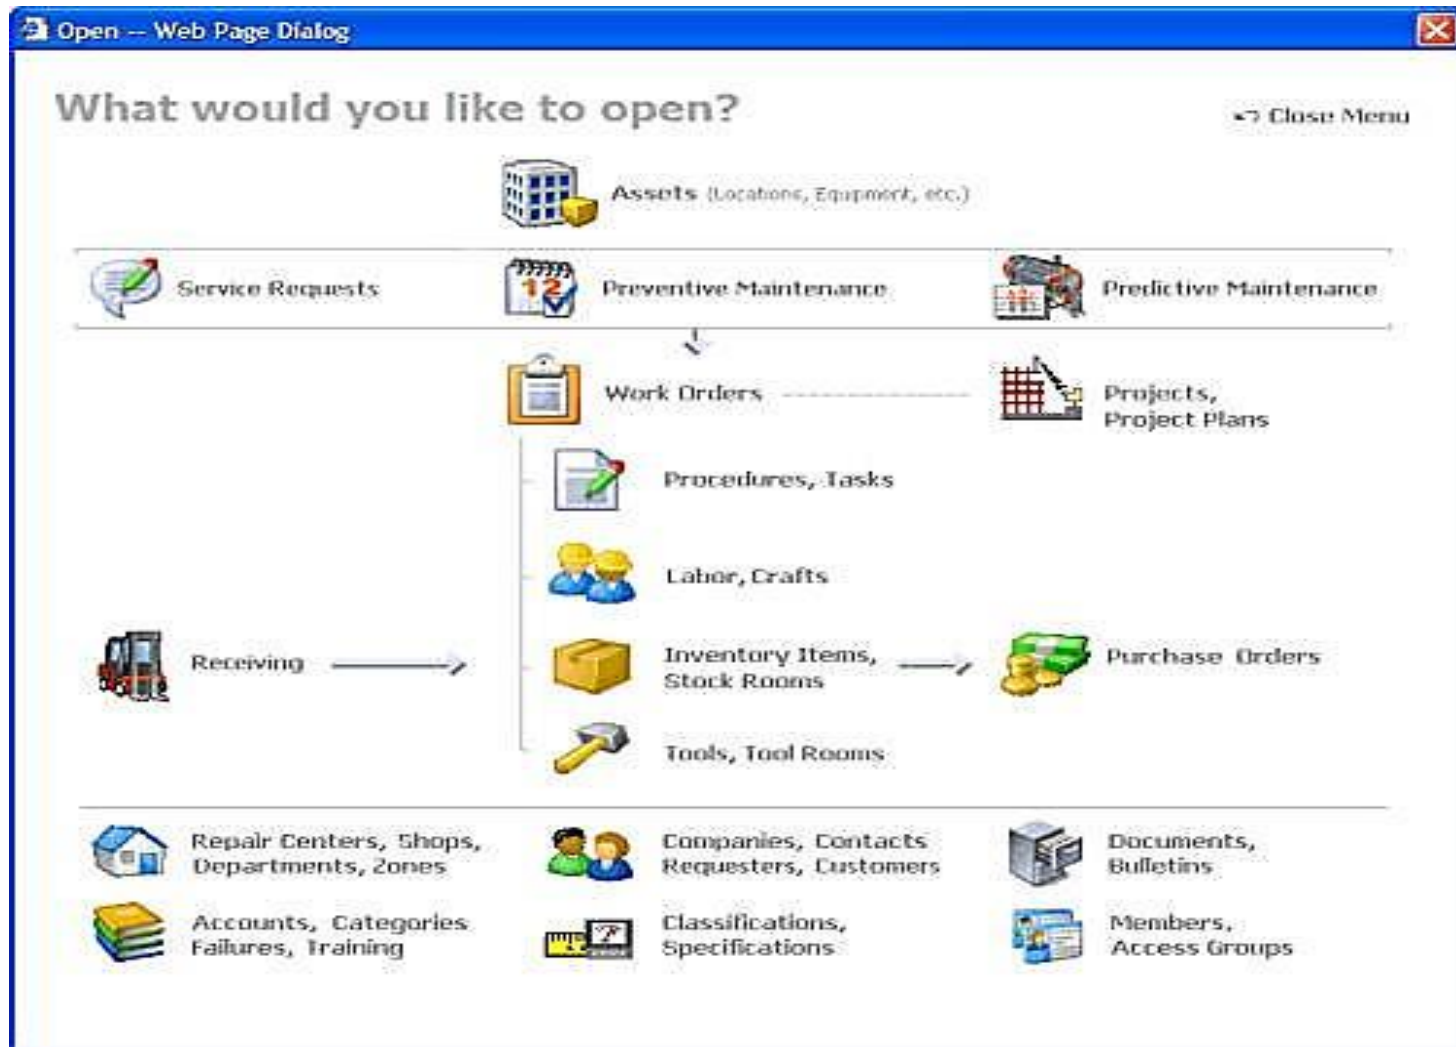 Open -- Web Page Dialog
What would you like to open?
Close Menu
Assets (Locations, Equipment, etc.)
Service Requests
Preventive Maintenance
Predictive Maintenance
Work Orders
Projects,
Project Plans
Procedures, Tasks
Labor, Crafts
Receiving
Inventory Items,
Stock Rooms
Purchase Orders
Tools, Tool Rooms
Repair Centers, Shops,
Departments, Zones
Companies, Contacts
Requesters, Customers
Documents,
Bulletins
Accounts, Categories
Failures, Training
Classifications,
Specifications
Members,
Access Groups